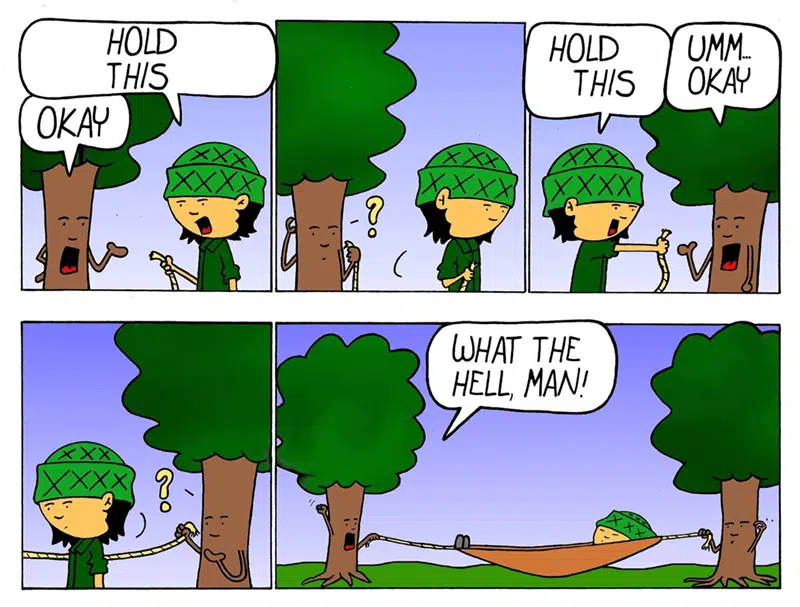 HOLD
THIS
OKAY
?
HOLD
THIS
UMM...
OKAY
?
WHAT THE
HELL, MAN!